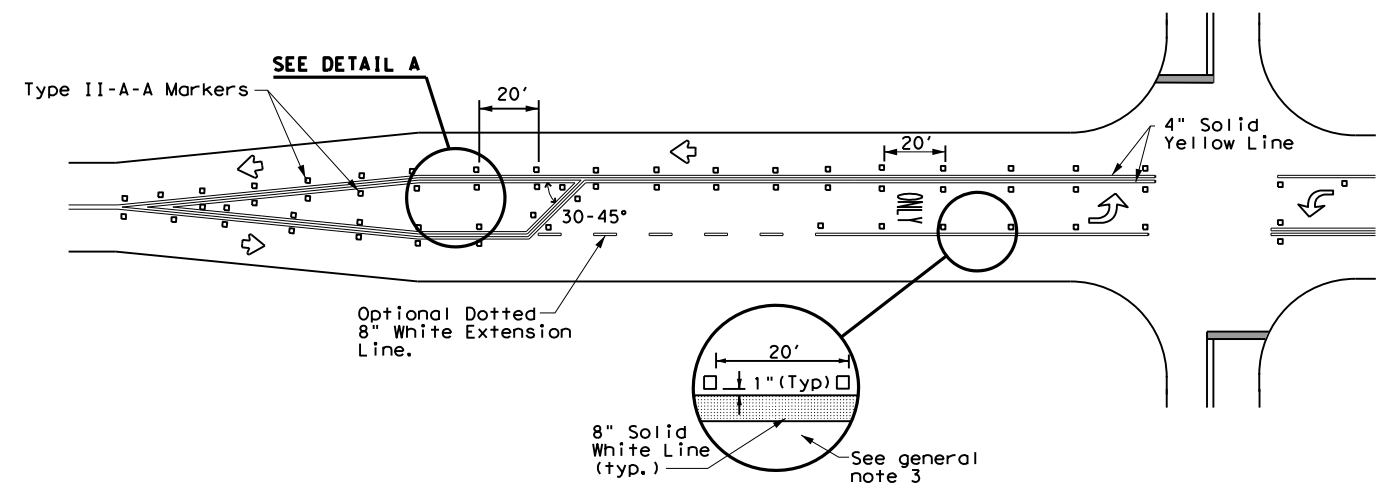 SEE DETAIL A
Type II-A-A Markers
20'
20'
4" Solid
Yellow Line
30-45°
ONLY
Optional Dotted
8" White Extension
Line.
20'
1"(Typ)
8" Solid
White Line
(typ.)
See general
note 3